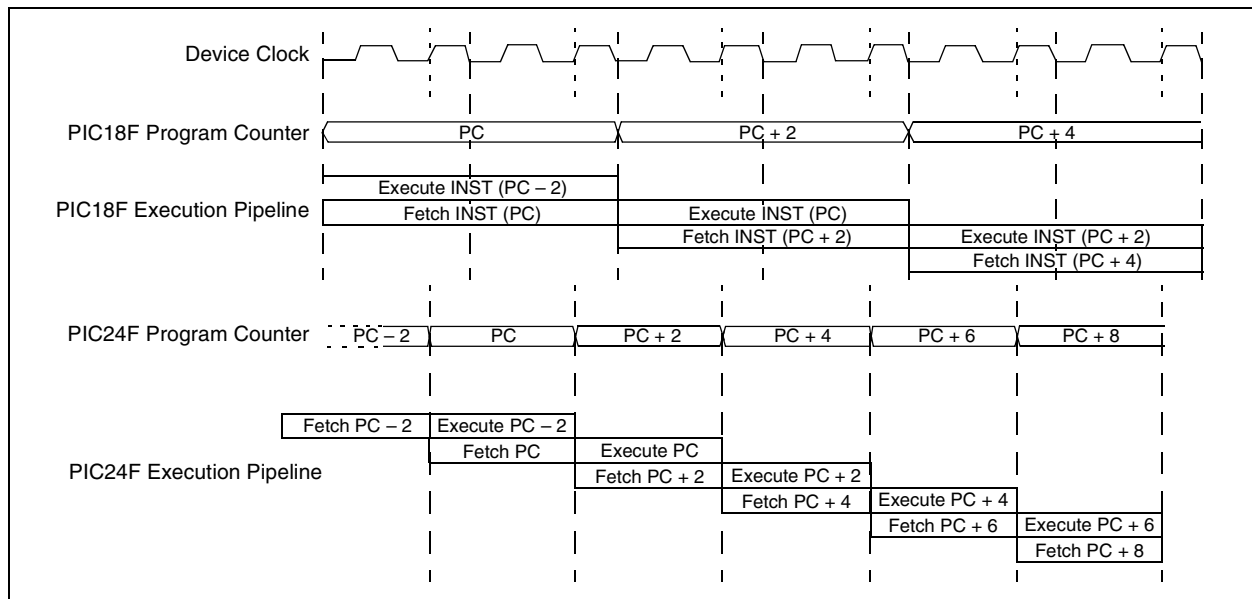 Device Clock
PIC18F Program Counter
PC
PC + 2
PC + 4
PIC18F Execution Pipeline
Execute INST (PC – 2)
Fetch INST (PC)
Execute INST (PC)
Fetch INST (PC + 2)
Execute INST (PC + 2)
Fetch INST (PC + 4)
PIC24F Program Counter
PC – 2
PC
PC + 2
PC + 4
PC + 6
PC + 8
PIC24F Execution Pipeline
Fetch PC – 2
Execute PC – 2
Fetch PC
Execute PC
Fetch PC + 2
Execute PC + 2
Fetch PC + 4
Execute PC + 4
Fetch PC + 6
Execute PC + 6
Fetch PC + 8